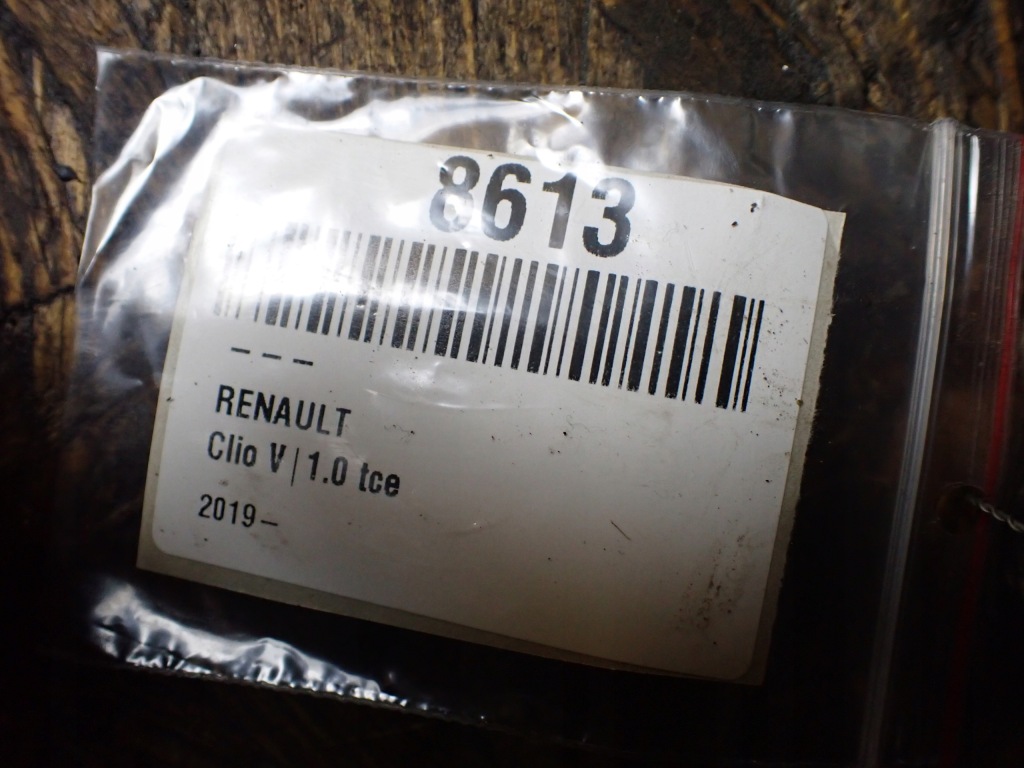 8613
---
RENAULT
Clio V | 1.0 tce
2019 –